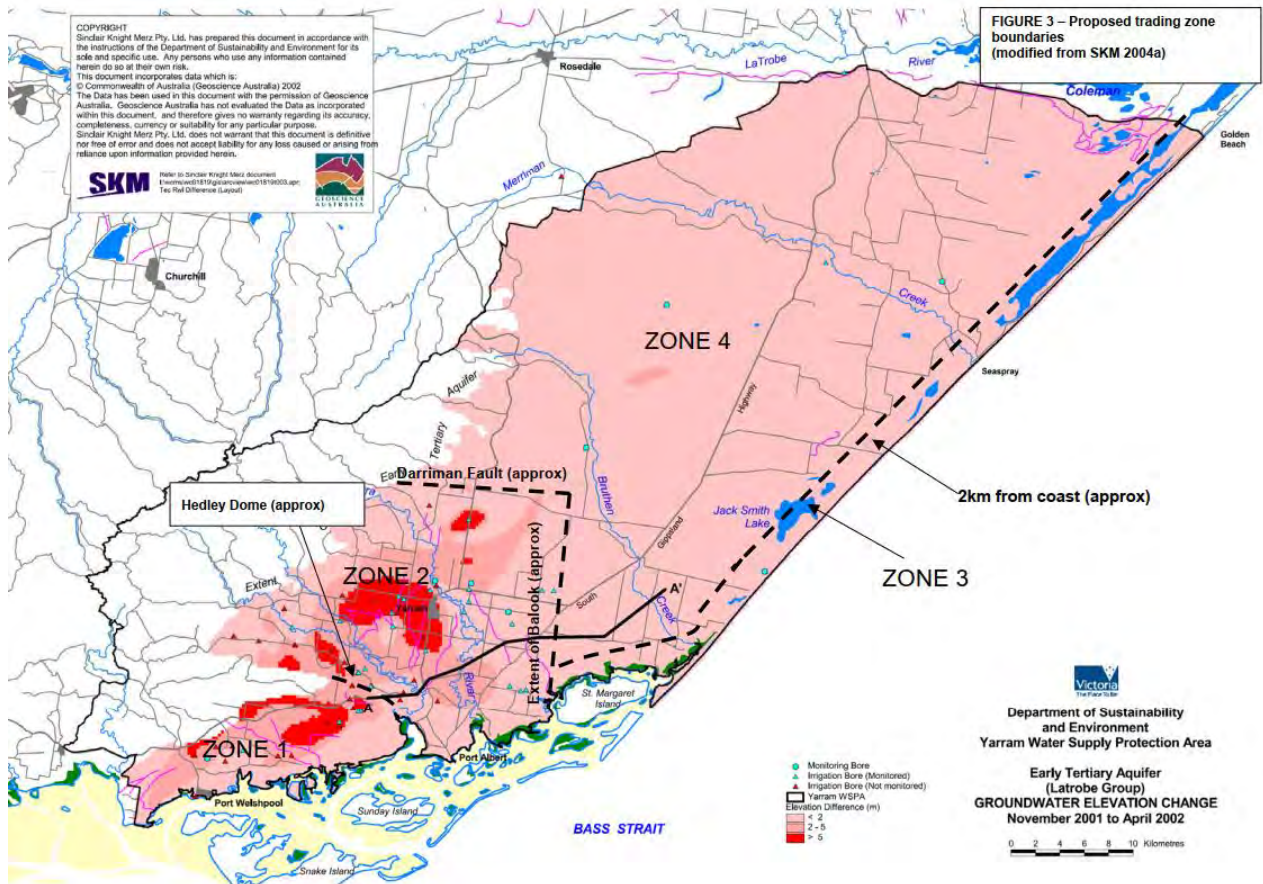 COPYRIGHT
Sinclair Knight Merz Pty. Ltd. has prepared this document in accordance with
the instructions of the Department of Sustainability and Environment for its
sole and specific use. Any persons who use any information contained
herein do so at their own risk.
This document incorporates data which is:
© Commonwealth of Australia (Geoscience Australia) 2002
The Data has been used in this document with the permission of Geoscience
Australia. Geoscience Australia has not evaluated the Data as incorporated
within this document, and therefore gives no warranty regarding its accuracy,
completeness, currency or suitability for any particular purpose.
Sinclair Knight Merz Pty. Ltd. does not warrant that this document is definitive
nor free of error and does not accept liability for any loss caused or arising from
reliance upon information provided herein.
SKM
Refer to Sinclair Knight Merz document
Difference (Layout)
GEOSCIENCE
AUSTRALIA
FIGURE 3 – Proposed trading zone
boundaries
(modified from SKM 2004a)
Rosedale
LaTrobe
River
Coleman
Golden
Beach
Merriman
Churchill
ZONE 4
Creek
Seaspray
Aquifer
Tertiary
Highway
Darriman Fault (approx)
2km from coast (approx)
Hedley Dome (approx)
Bruthen
Jack Smith
Lake
Gippsland
Extent of Balook (approx)
Extent
ZONE 2
ZONE 3
South
Creek
A'
River
A
St. Margaret
Island
ZONE 1
Port Albert
Port Welshpool
Sunday Island
Snake Island
BASS STRAIT
Monitoring Bore
Irrigation Bore (Monitored)
Irrigation Bore (Not monitored)
Yarram WSPA
Elevation Difference (m)
< 2
2 - 5
> 5
Victoria
The Place To Be
Department of Sustainability
and Environment
Yarram Water Supply Protection Area
Early Tertiary Aquifer
(Latrobe Group)
GROUNDWATER ELEVATION CHANGE
November 2001 to April 2002
0 2 4 6 8 10 Kilometres